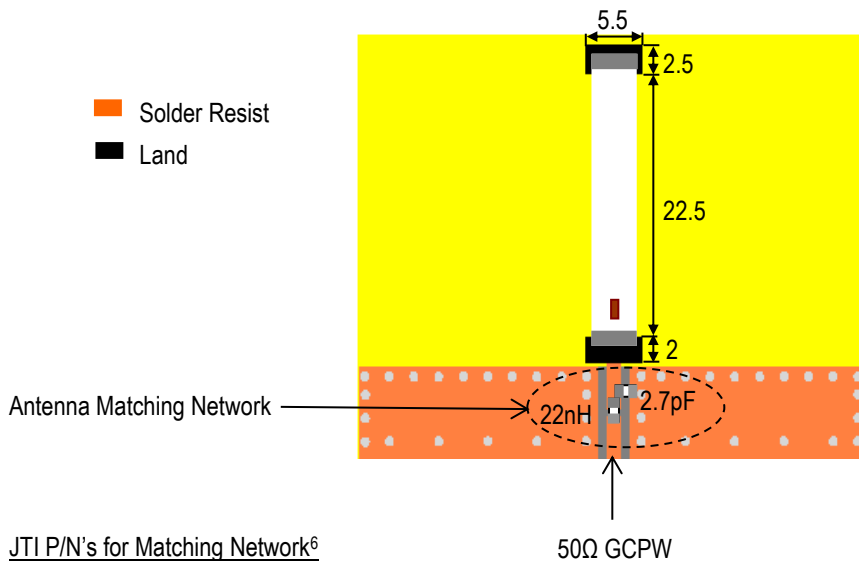 5.5
2.5
Solder Resist
Land
22.5
2
Antenna Matching Network
22nH
2.7pF
JTI P/N's for Matching Network⁶
50Ω GCPW